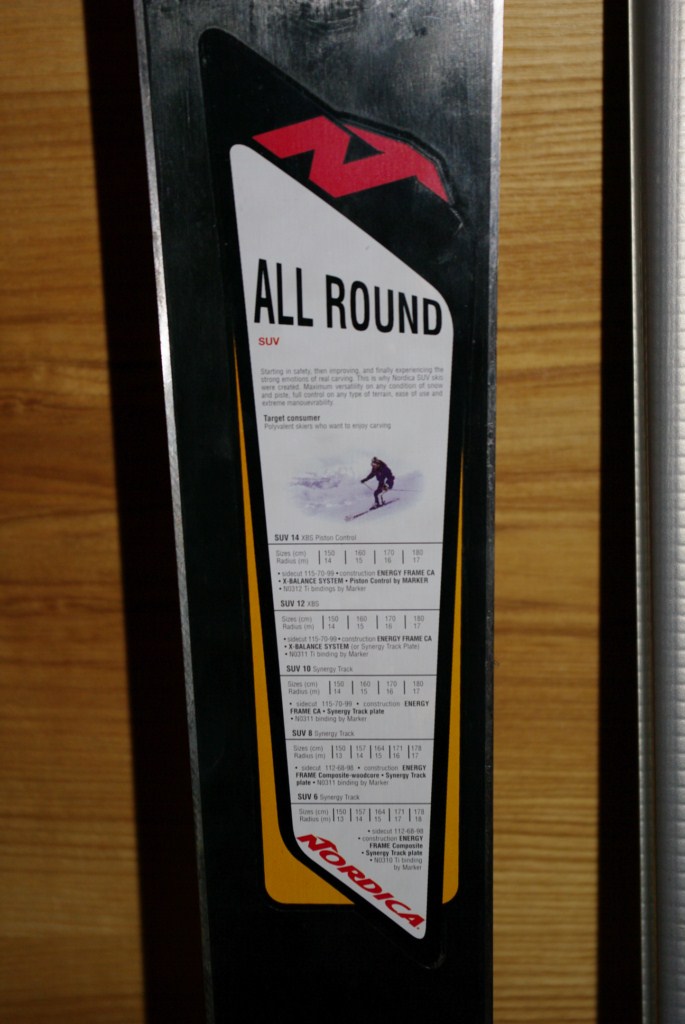 ALL ROUND
SUV
Starting in safety, then improving, and finally experiencing the
strong emotions of real carving. This is why Nordica SUV skis
were created. Maximum versatility on any condition of snow
and piste, full control on any type of terrain, ease of use and
extreme manoeuvrability.
Target consumer
Polyvalent skiers who want to enjoy carving
SUV 14 XBS Piston Control
Sizes (cm) 150 160 170 180
Radius (m) 14 15 16 17
• sidecut 115-70-99 • construction ENERGY FRAME CA
• X-BALANCE SYSTEM • Piston Control by MARKER
• N0312 Ti bindings by Marker
SUV 12 XBS
Sizes (cm) 150 160 170 180
Radius (m) 14 15 16 17
• sidecut 115-70-99 • construction ENERGY FRAME CA
• X-BALANCE SYSTEM (or Synergy Track Plate)
• N0311 Ti binding by Marker
SUV 10 Synergy Track
Sizes (cm) 150 160 170 180
Radius (m) 14 15 16 17
• sidecut 115-70-99 • construction ENERGY
FRAME CA • Synergy Track plate
• N0311 binding by Marker
SUV 8 Synergy Track
Sizes (cm) 150 157 164 171 178
Radius (m) 13 14 15 16 17
• sidecut 112-68-98 • construction ENERGY
FRAME Composite-woodcore • Synergy Track
plate • N0311 binding by Marker
SUV 6 Synergy Track
Sizes (cm) 150 157 164 171 178
Radius (m) 13 14 15 17 18
• sidecut 112-68-98
• construction ENERGY
FRAME Composite
• Synergy Track plate
• N0310 Ti binding
by Marker
NORDICA